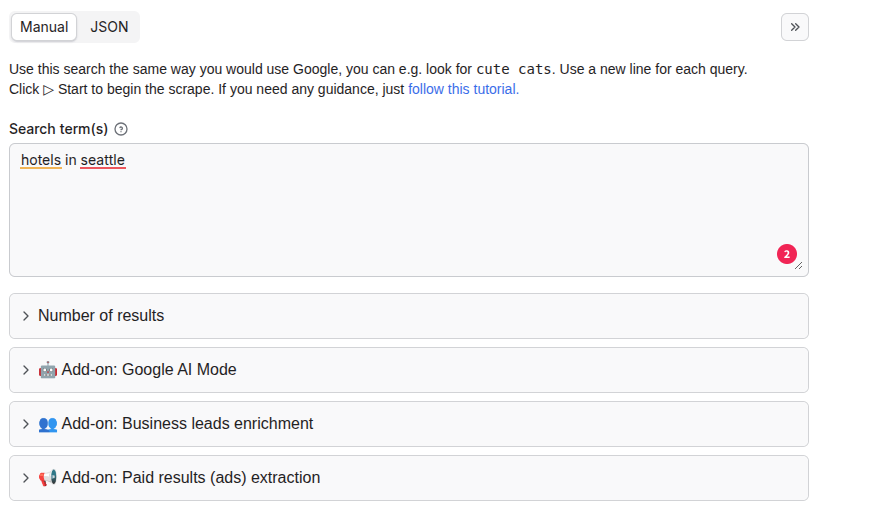 Manual JSON
Use this search the same way you would use Google, you can e.g. look for cute cats. Use a new line for each query.
Click ▷ Start to begin the scrape. If you need any guidance, just follow this tutorial.
Search term(s) ?
hotels in seattle
2
Number of results
🤖 Add-on: Google AI Mode
👥 Add-on: Business leads enrichment
📢 Add-on: Paid results (ads) extraction